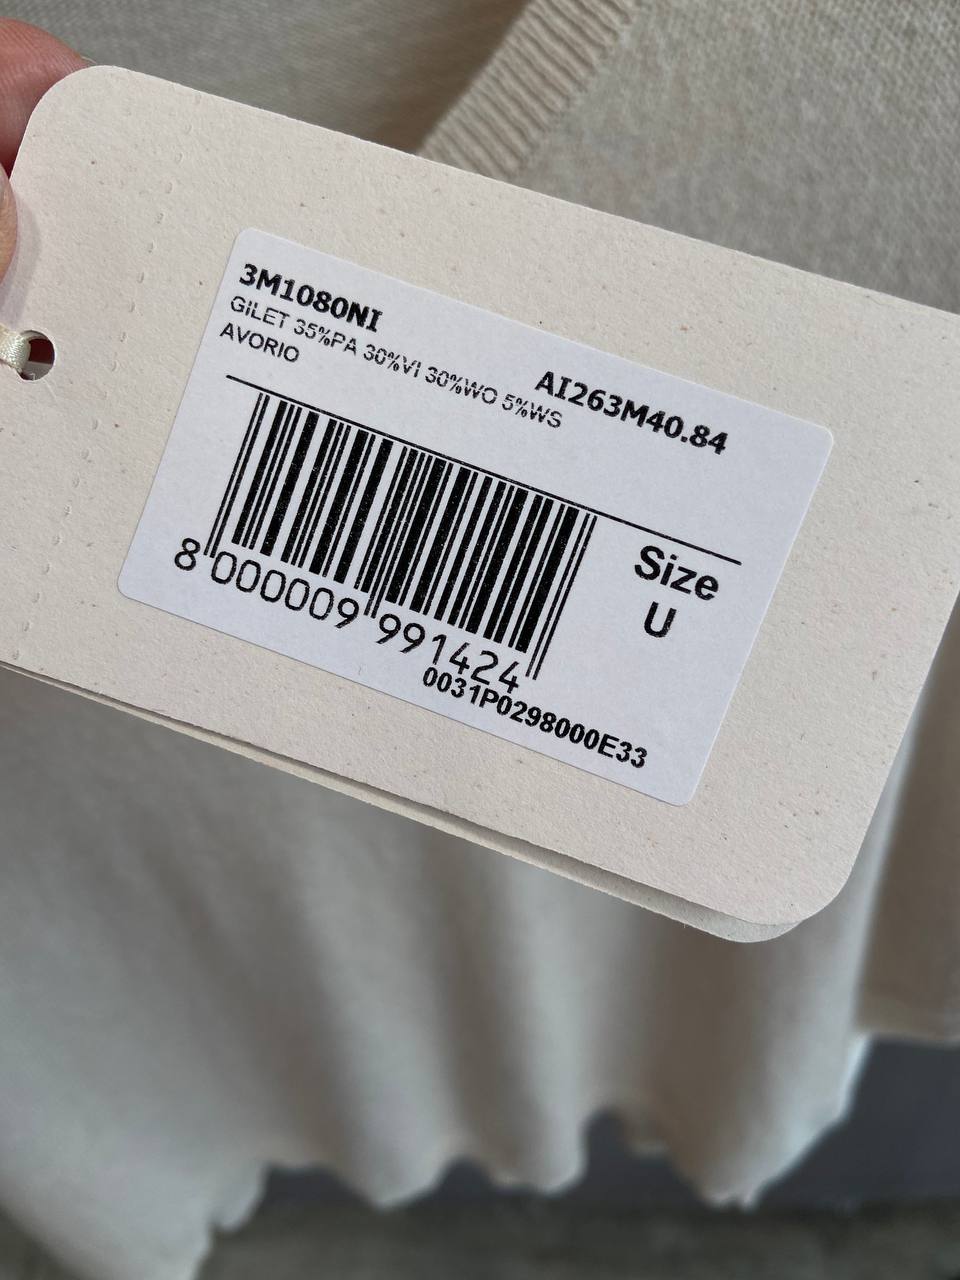 3M1080NI
GILET 35%PA 30%VI 30%WO 5%WS
AVORIO
AI263M40.84
Size
U
8 000009 991424
0031P0298000E33